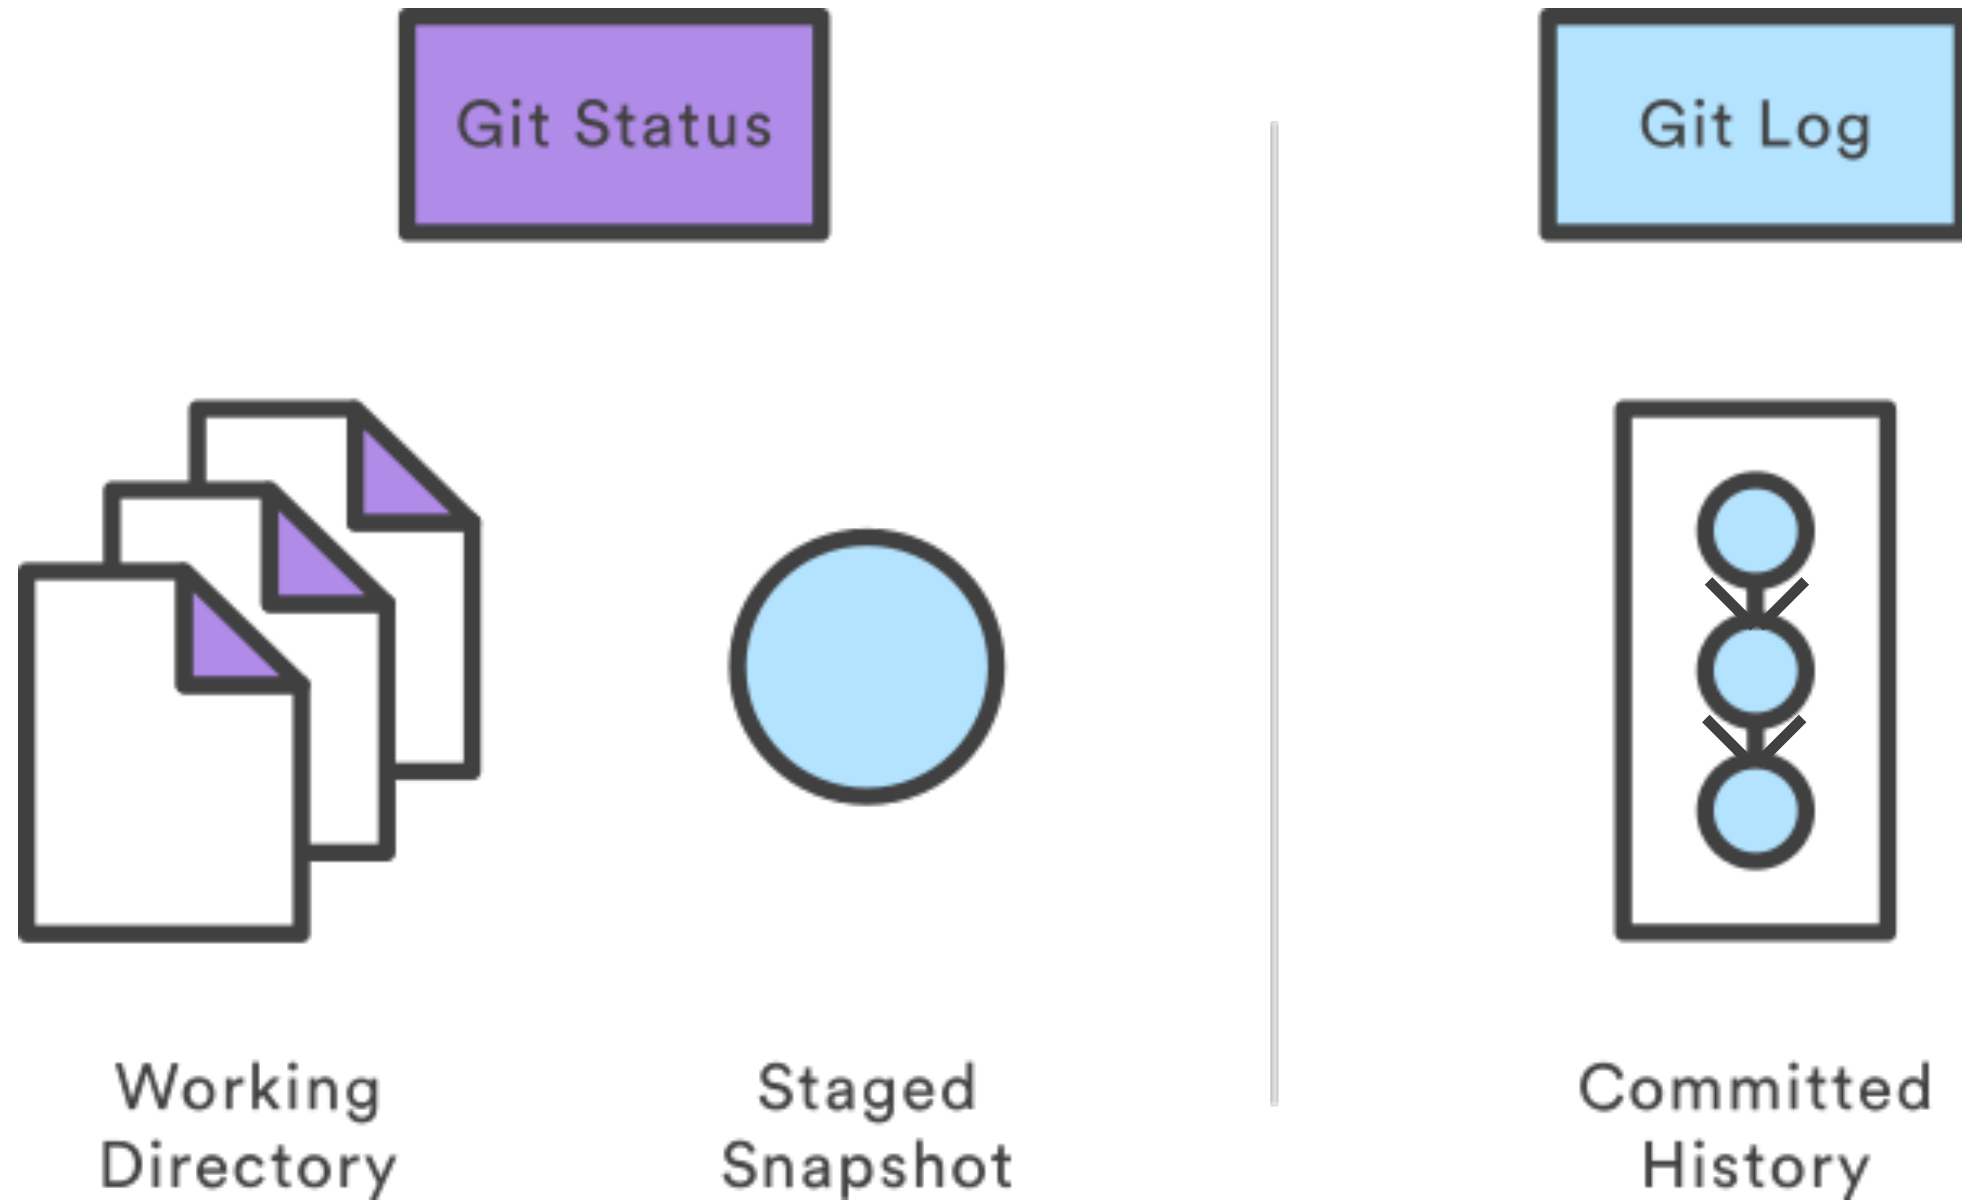 Git Status
Git Log
Working
Directory
Staged
Snapshot
Committed
History